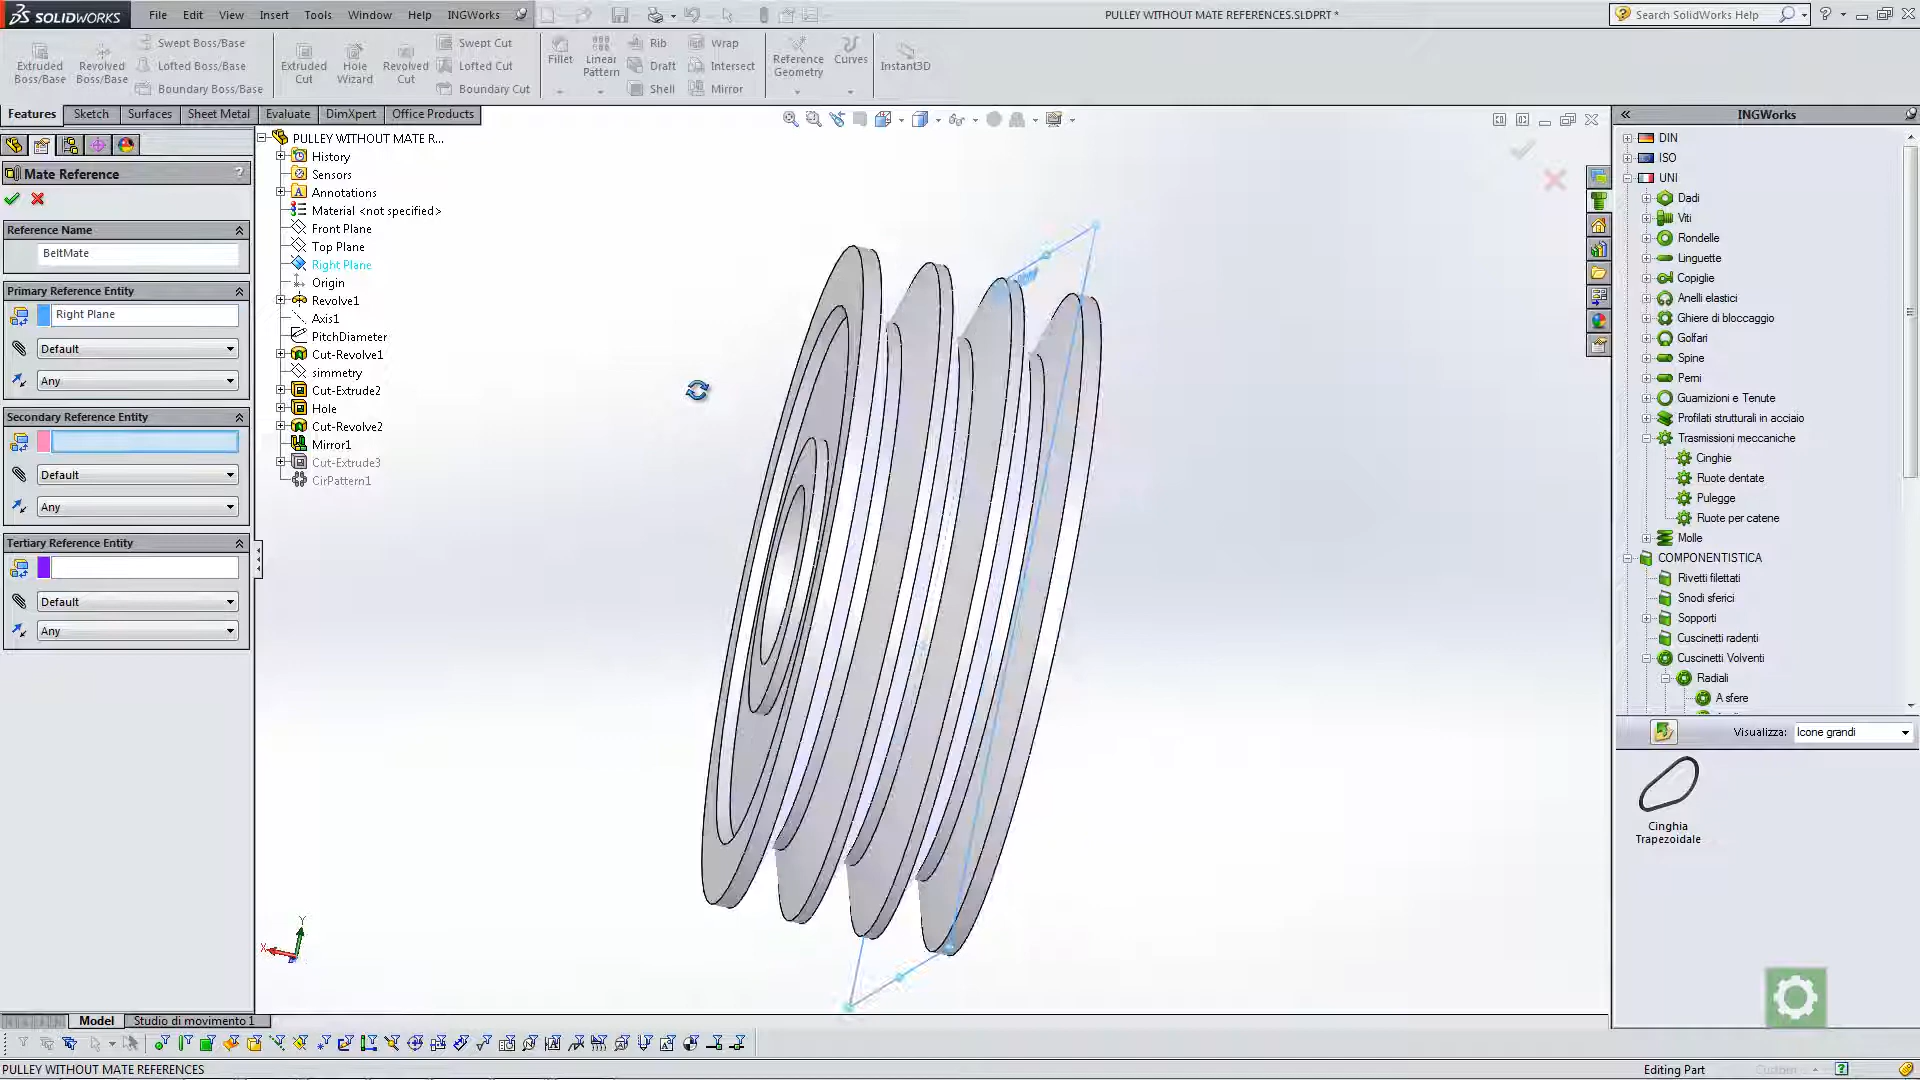 SOLIDWORKS File Edit View Insert Tools Window Help INGWorks PULLEY WITHOUT MATE REFERENCES.SLDPRT * Search SolidWorks Help
Extruded Boss/Base
Revolved Boss/Base
Swept Boss/Base
Lofted Boss/Base
Boundary Boss/Base
Extruded Cut
Hole Wizard
Revolved Cut
Swept Cut
Lofted Cut
Boundary Cut
Fillet
Linear Pattern
Rib
Draft
Shell
Wrap
Intersect
Mirror
Reference Geometry
Curves
Instant3D
Features Sketch Surfaces Sheet Metal Evaluate DimXpert Office Products
Mate Reference ?
Reference Name
BeltMate
Primary Reference Entity
Right Plane
Default
Any
Secondary Reference Entity
Default
Any
Tertiary Reference Entity
Default
Any
PULLEY WITHOUT MATE R...
History
Sensors
Annotations
Material <not specified>
Front Plane
Top Plane
Right Plane
Origin
Revolve1
Axis1
PitchDiameter
Cut-Revolve1
simmetry
Cut-Extrude2
Hole
Cut-Revolve2
Mirror1
Cut-Extrude3
CirPattern1
Y
X
INGWorks
DIN
ISO
UNI
Dadi
Viti
Rondelle
Linguette
Copiglie
Anelli elastici
Ghiere di bloccaggio
Golfari
Spine
Perni
Guarnizioni e Tenute
Profilati strutturali in acciaio
Trasmissioni meccaniche
Cinghie
Ruote dentate
Pulegge
Ruote per catene
Molle
COMPONENTISTICA
Rivetti filettati
Snodi sferici
Sopporti
Cuscinetti radenti
Cuscinetti Volventi
Radiali
A sfere
Visualizza: Icone grandi
Cinghia
Trapezoidale
Model Studio di movimento 1
PULLEY WITHOUT MATE REFERENCES Editing Part Custom